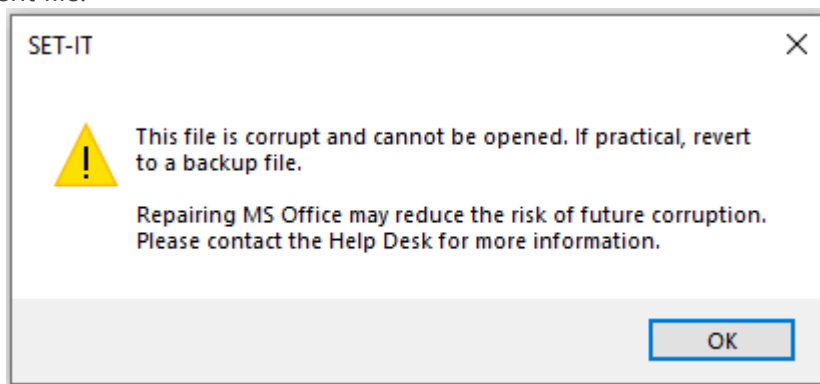 SET-IT
This file is corrupt and cannot be opened. If practical, revert
to a backup file.
Repairing MS Office may reduce the risk of future corruption.
Please contact the Help Desk for more information.
OK